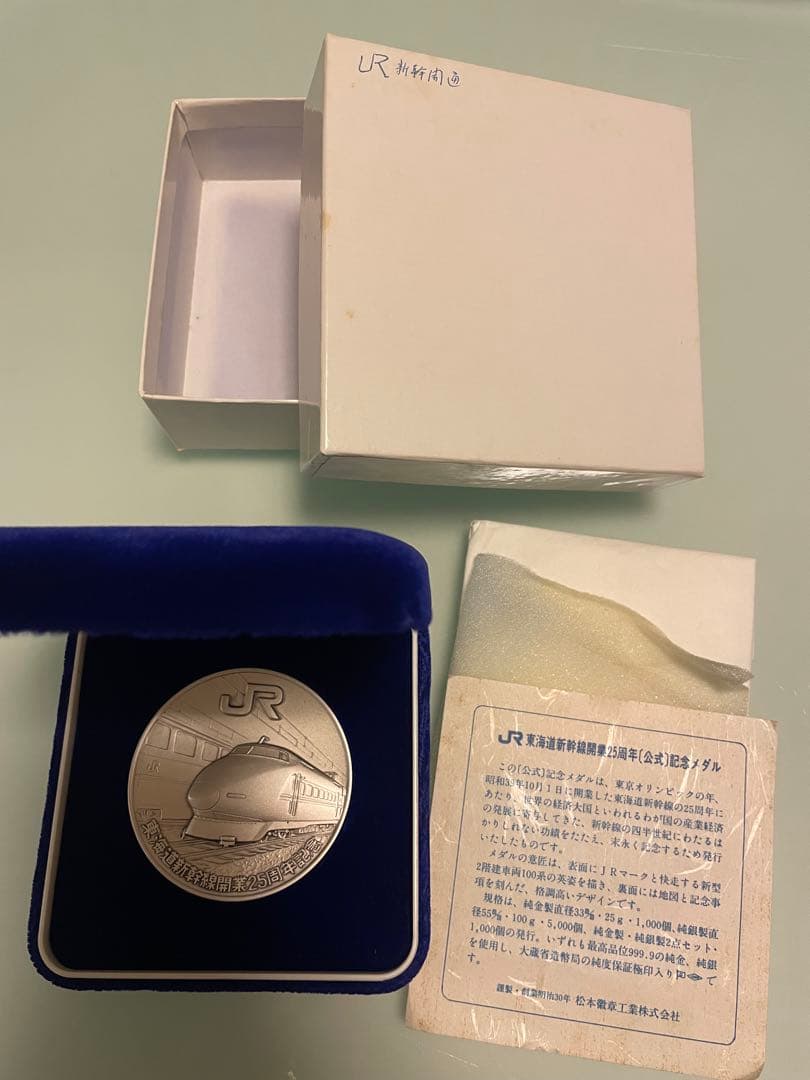 JR 新幹開通
JR
JR
東海道新幹線開業25周年記念
JR東海道新幹線開業25周年〔公式〕記念メダル
この〔公式〕記念メダルは、東京オリンピックの年、
昭和39年10月1日に開業した東海道新幹線の25周年に
あたり、世界の経済大国といわれるわが国の産業経済
の発展に寄与してきた、新幹線の四半世紀にわたるは
かりしれない功績をたたえ、末永く記念するため発行
いたしたものです。
メダルの意匠は、表面にJRマークと快走する新型
2階建車両100系の英姿を描き、裏面には地図と記念事
項を刻んだ、格調高いデザインです。
規格は、純金製直径33㎜・25g・1,000個、純銀製直
径55㎜・100g・5,000個、純金製・純銀製2点セット・
1,000個の発行。いずれも最高品位999.9の純金、純銀
を使用し、大蔵省造幣局の純度保証極印入りで
す。
謹製・創業明治30年 松本徽章工業株式会社